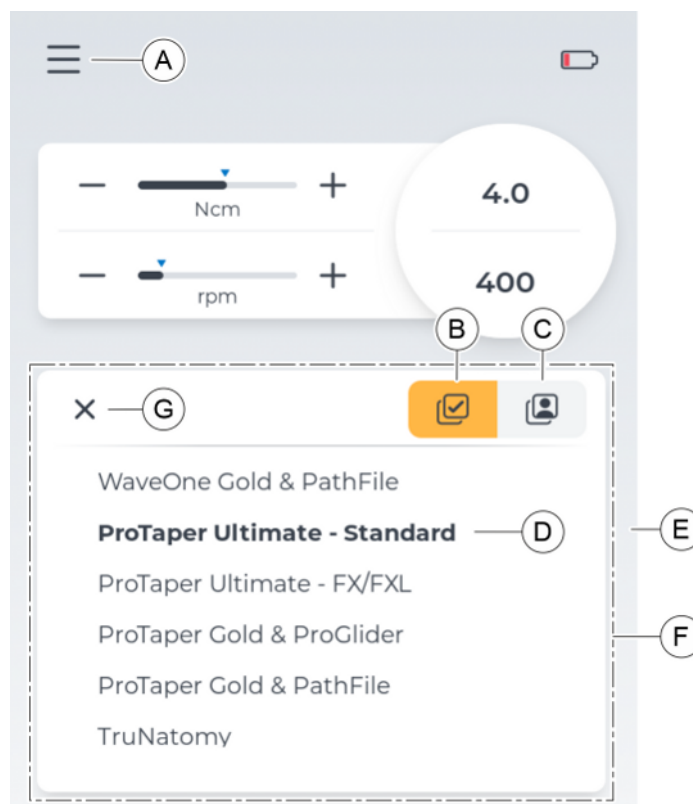 A
Ncm
4.0
rpm
400
B
C
G
WaveOne Gold & PathFile
ProTaper Ultimate - Standard
D
E
ProTaper Ultimate - FX/FXL
ProTaper Gold & ProGlider
F
ProTaper Gold & PathFile
TruNatomy